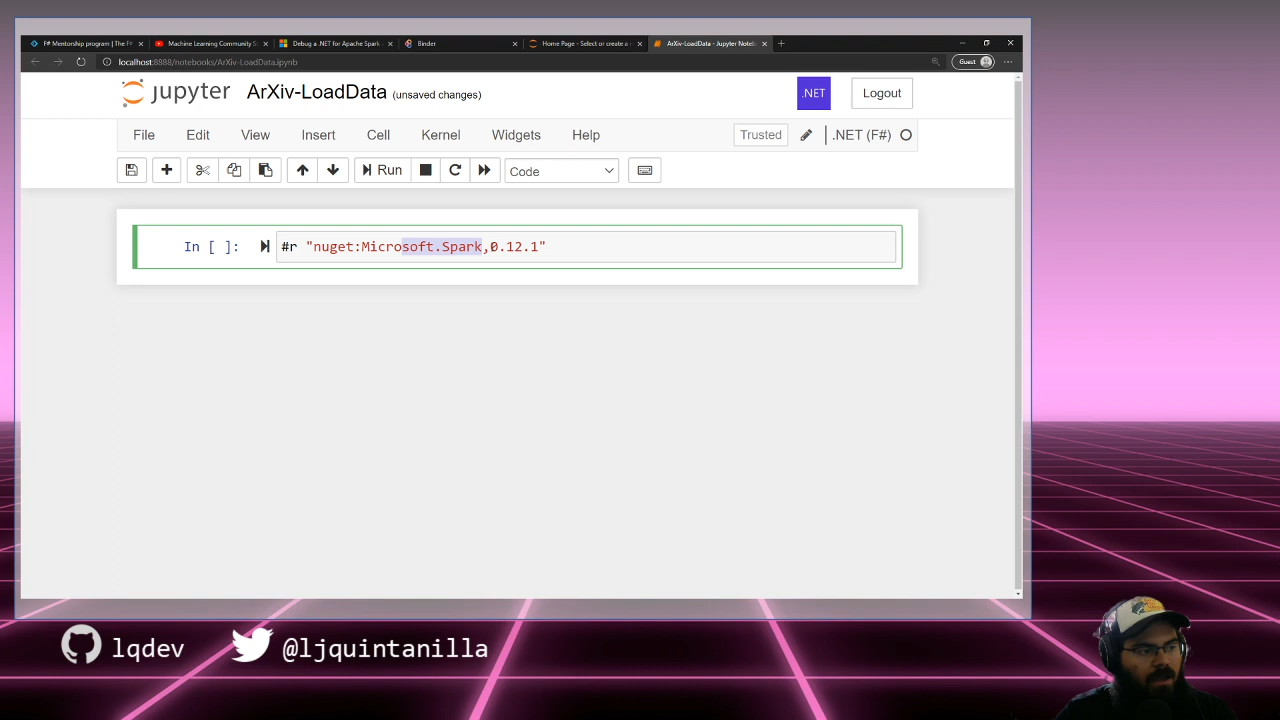 F# Mentorship program | The F#
Machine Learning Community S
Debug a .NET for Apache Spark
Binder
Home Page - Select or create a n
ArXiv-LoadData - Jupyter Noteb
localhost:8888/notebooks/ArXiv-LoadData.ipynb
Guest
jupyter ArXiv-LoadData (unsaved changes)
.NET
Logout
File Edit View Insert Cell Kernel Widgets Help
Trusted
.NET (F#)
Run
Code
In [ ]: #r "nuget:Microsoft.Spark,0.12.1"
lqdev @ljquintanilla